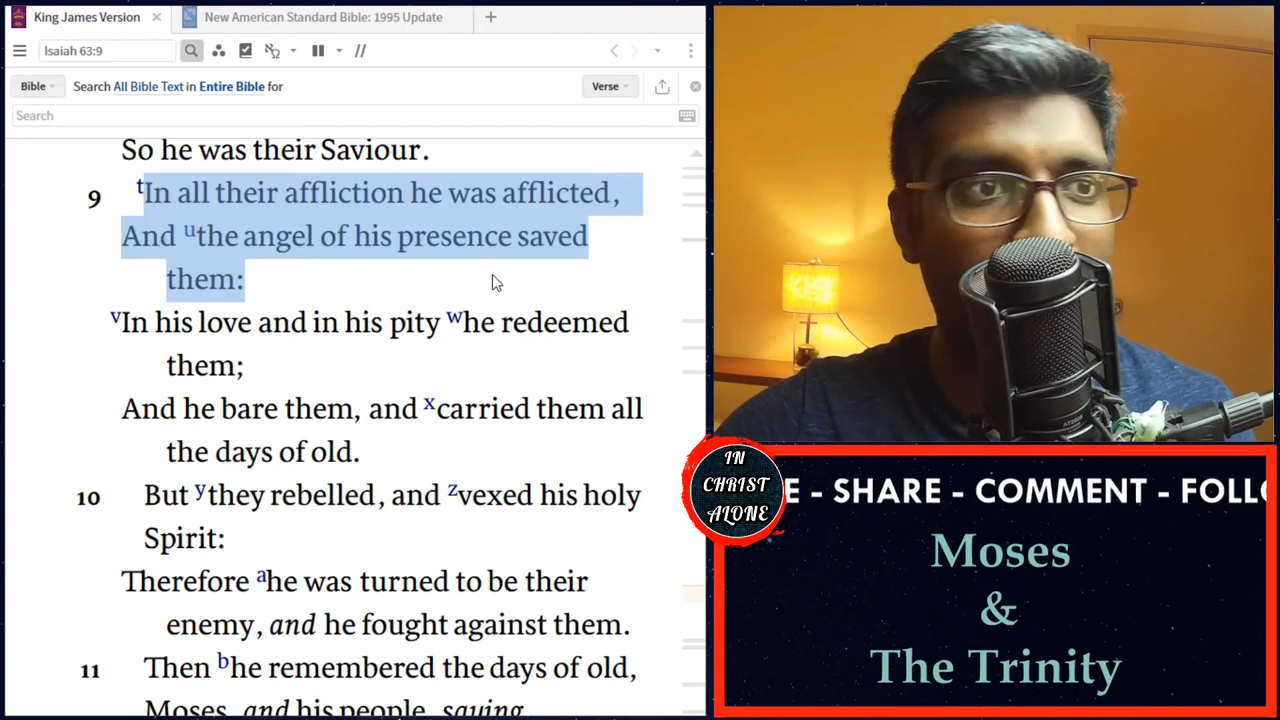 King James Version
New American Standard Bible: 1995 Update
Isaiah 63:9
Bible
Search All Bible Text in Entire Bible for
Verse
Search
So he was their Saviour.
9 tIn all their affliction he was afflicted,
And uthe angel of his presence saved
them:
vIn his love and in his pity whe redeemed
them;
And he bare them, and xcarried them all
the days of old.
10 But ythey rebelled, and zvexed his holy
Spirit:
Therefore ahe was turned to be their
enemy, and he fought against them.
11 Then bhe remembered the days of old,
Moses, and his people, saying
IN
CHRIST
ALONE
E - SHARE - COMMENT - FOLL
Moses
&
The Trinity